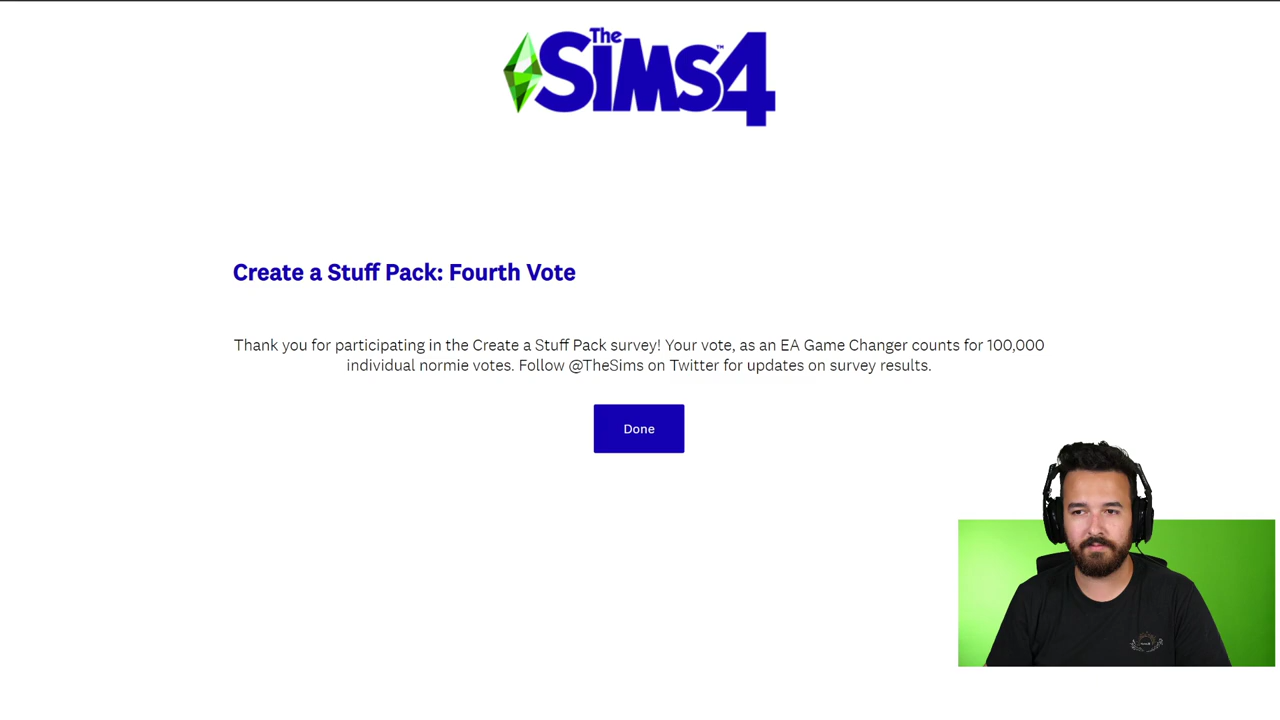 The
SiMS 4™
Create a Stuff Pack: Fourth Vote
Thank you for participating in the Create a Stuff Pack survey! Your vote, as an EA Game Changer counts for 100,000
individual normie votes. Follow @TheSims on Twitter for updates on survey results.
Done